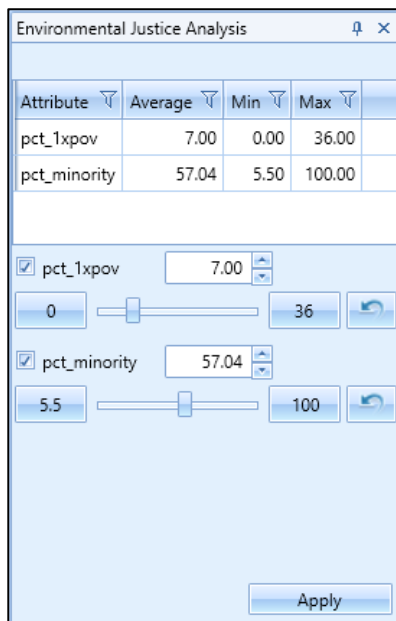 Environmental Justice Analysis
Attribute Average Min Max
pct_1xpov 7.00 0.00 36.00
pct_minority 57.04 5.50 100.00
pct_1xpov 7.00
0 36
pct_minority 57.04
5.5 100
Apply